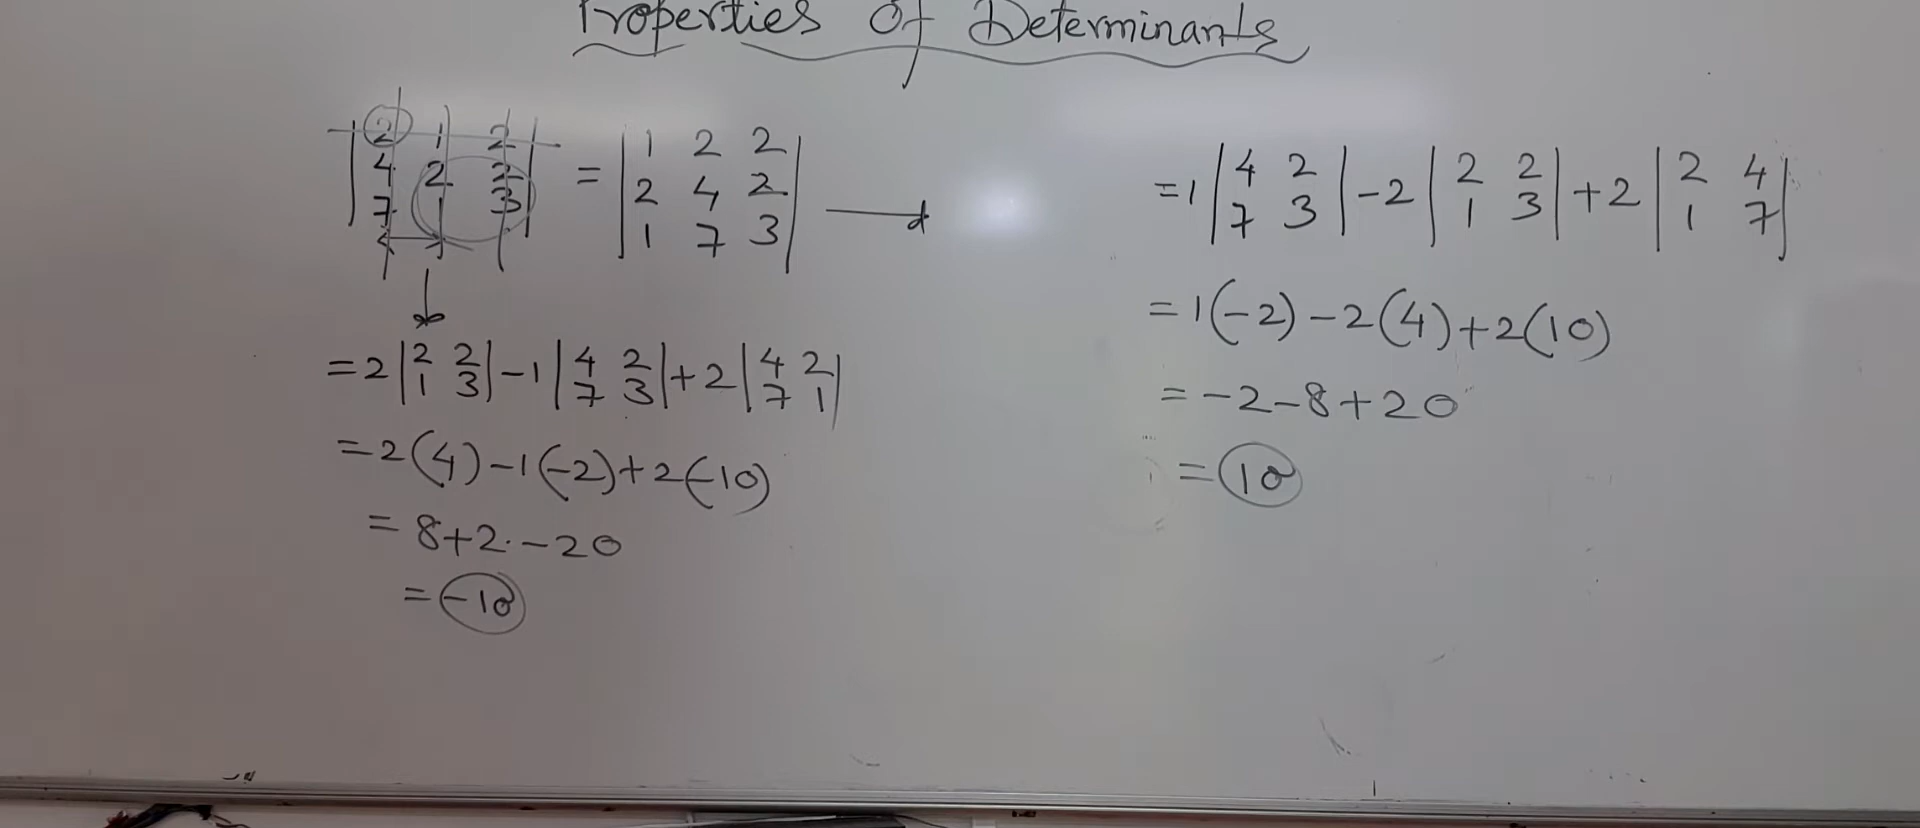 Properties Of Determinants
| 2 1 2 | = | 1 2 2 | →
| 4 2 2 | | 2 4 2 |
| 7 1 3 | | 1 7 3 |
= 2 | 2 2 | - 1 | 4 2 | + 2 | 4 2 |
| 1 3 | | 7 3 | | 7 1 |
= 2(4) - 1(-2) + 2(-10)
= 8 + 2 · - 20
= -10
= 1 | 4 2 | - 2 | 2 2 | + 2 | 2 4 |
| 7 3 | | 1 3 | | 1 7 |
= 1(-2) - 2(4) + 2(10)
= -2 - 8 + 20
= 10